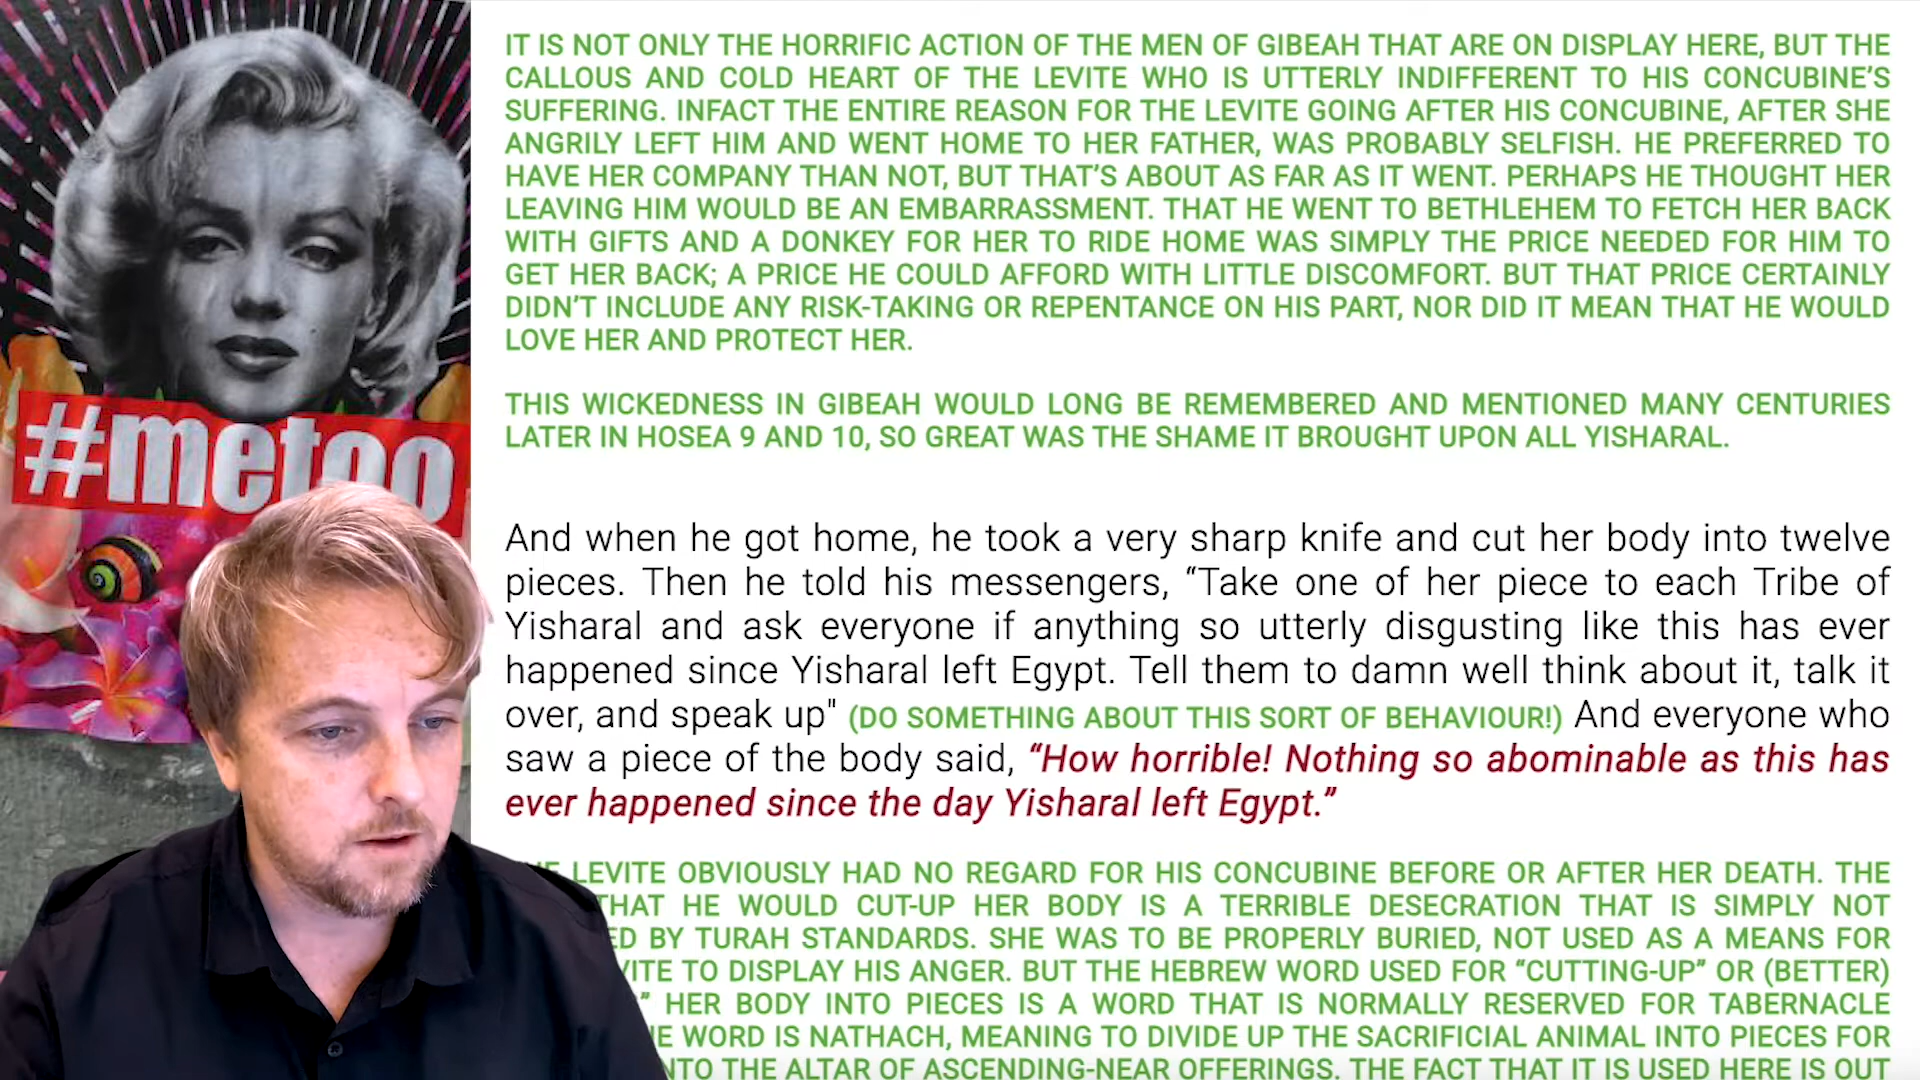 IT IS NOT ONLY THE HORRIFIC ACTION OF THE MEN OF GIBEAH THAT ARE ON DISPLAY HERE, BUT THE
CALLOUS AND COLD HEART OF THE LEVITE WHO IS UTTERLY INDIFFERENT TO HIS CONCUBINE'S
SUFFERING. INFACT THE ENTIRE REASON FOR THE LEVITE GOING AFTER HIS CONCUBINE, AFTER SHE
ANGRILY LEFT HIM AND WENT HOME TO HER FATHER, WAS PROBABLY SELFISH. HE PREFERRED TO
HAVE HER COMPANY THAN NOT, BUT THAT'S ABOUT AS FAR AS IT WENT. PERHAPS HE THOUGHT HER
LEAVING HIM WOULD BE AN EMBARRASSMENT. THAT HE WENT TO BETHLEHEM TO FETCH HER BACK
WITH GIFTS AND A DONKEY FOR HER TO RIDE HOME WAS SIMPLY THE PRICE NEEDED FOR HIM TO
GET HER BACK; A PRICE HE COULD AFFORD WITH LITTLE DISCOMFORT. BUT THAT PRICE CERTAINLY
DIDN'T INCLUDE ANY RISK-TAKING OR REPENTANCE ON HIS PART, NOR DID IT MEAN THAT HE WOULD
LOVE HER AND PROTECT HER.
THIS WICKEDNESS IN GIBEAH WOULD LONG BE REMEMBERED AND MENTIONED MANY CENTURIES
LATER IN HOSEA 9 AND 10, SO GREAT WAS THE SHAME IT BROUGHT UPON ALL YISHARAL.
#metoo
And when he got home, he took a very sharp knife and cut her body into twelve
pieces. Then he told his messengers, “Take one of her piece to each Tribe of
Yisharal and ask everyone if anything so utterly disgusting like this has ever
happened since Yisharal left Egypt. Tell them to damn well think about it, talk it
over, and speak up" (DO SOMETHING ABOUT THIS SORT OF BEHAVIOUR!) And everyone who
saw a piece of the body said, “How horrible! Nothing so abominable as this has
ever happened since the day Yisharal left Egypt.”
LEVITE OBVIOUSLY HAD NO REGARD FOR HIS CONCUBINE BEFORE OR AFTER HER DEATH. THE
THAT HE WOULD CUT-UP HER BODY IS A TERRIBLE DESECRATION THAT IS SIMPLY NOT
BY TURAH STANDARDS. SHE WAS TO BE PROPERLY BURIED, NOT USED AS A MEANS FOR
TO DISPLAY HIS ANGER. BUT THE HEBREW WORD USED FOR “CUTTING-UP” OR (BETTER)
” HER BODY INTO PIECES IS A WORD THAT IS NORMALLY RESERVED FOR TABERNACLE
WORD IS NATHACH, MEANING TO DIVIDE UP THE SACRIFICIAL ANIMAL INTO PIECES FOR
THE ALTAR OF ASCENDING-NEAR OFFERINGS. THE FACT THAT IT IS USED HERE IS OUT